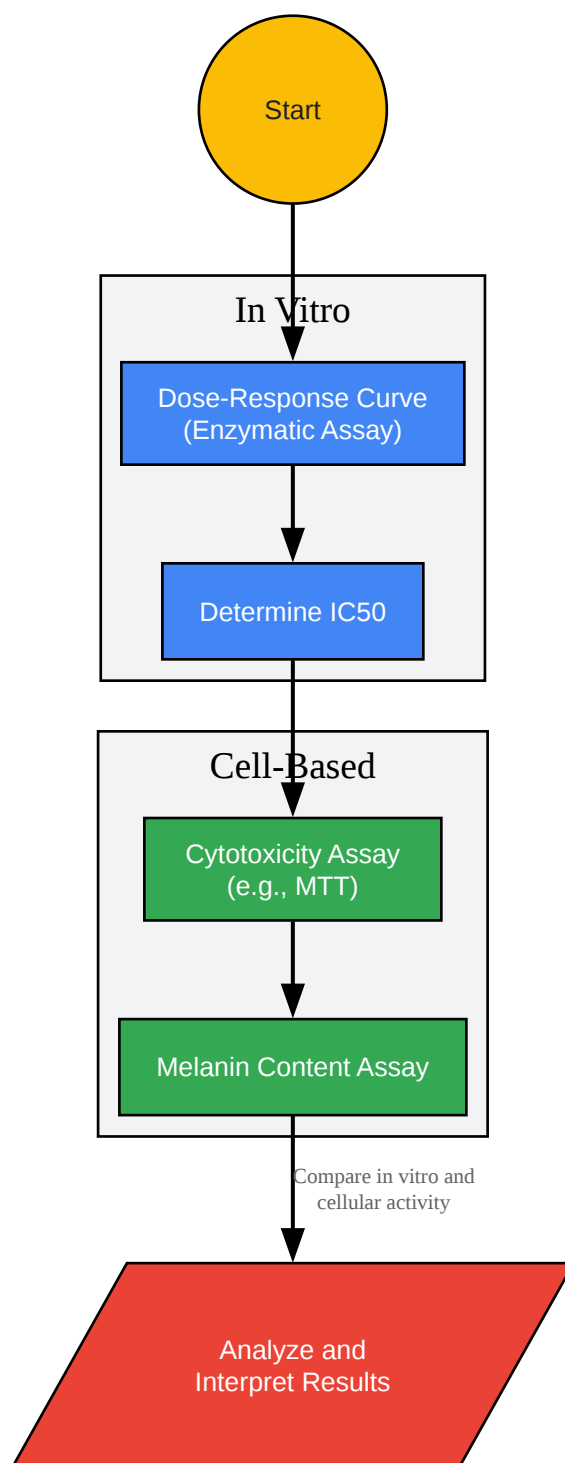 Start
In Vitro
Dose-Response Curve
(Enzymatic Assay)
Determine IC50
Cell-Based
Cytotoxicity Assay
(e.g., MTT)
Melanin Content Assay
Compare in vitro and
cellular activity
Analyze and
Interpret Results